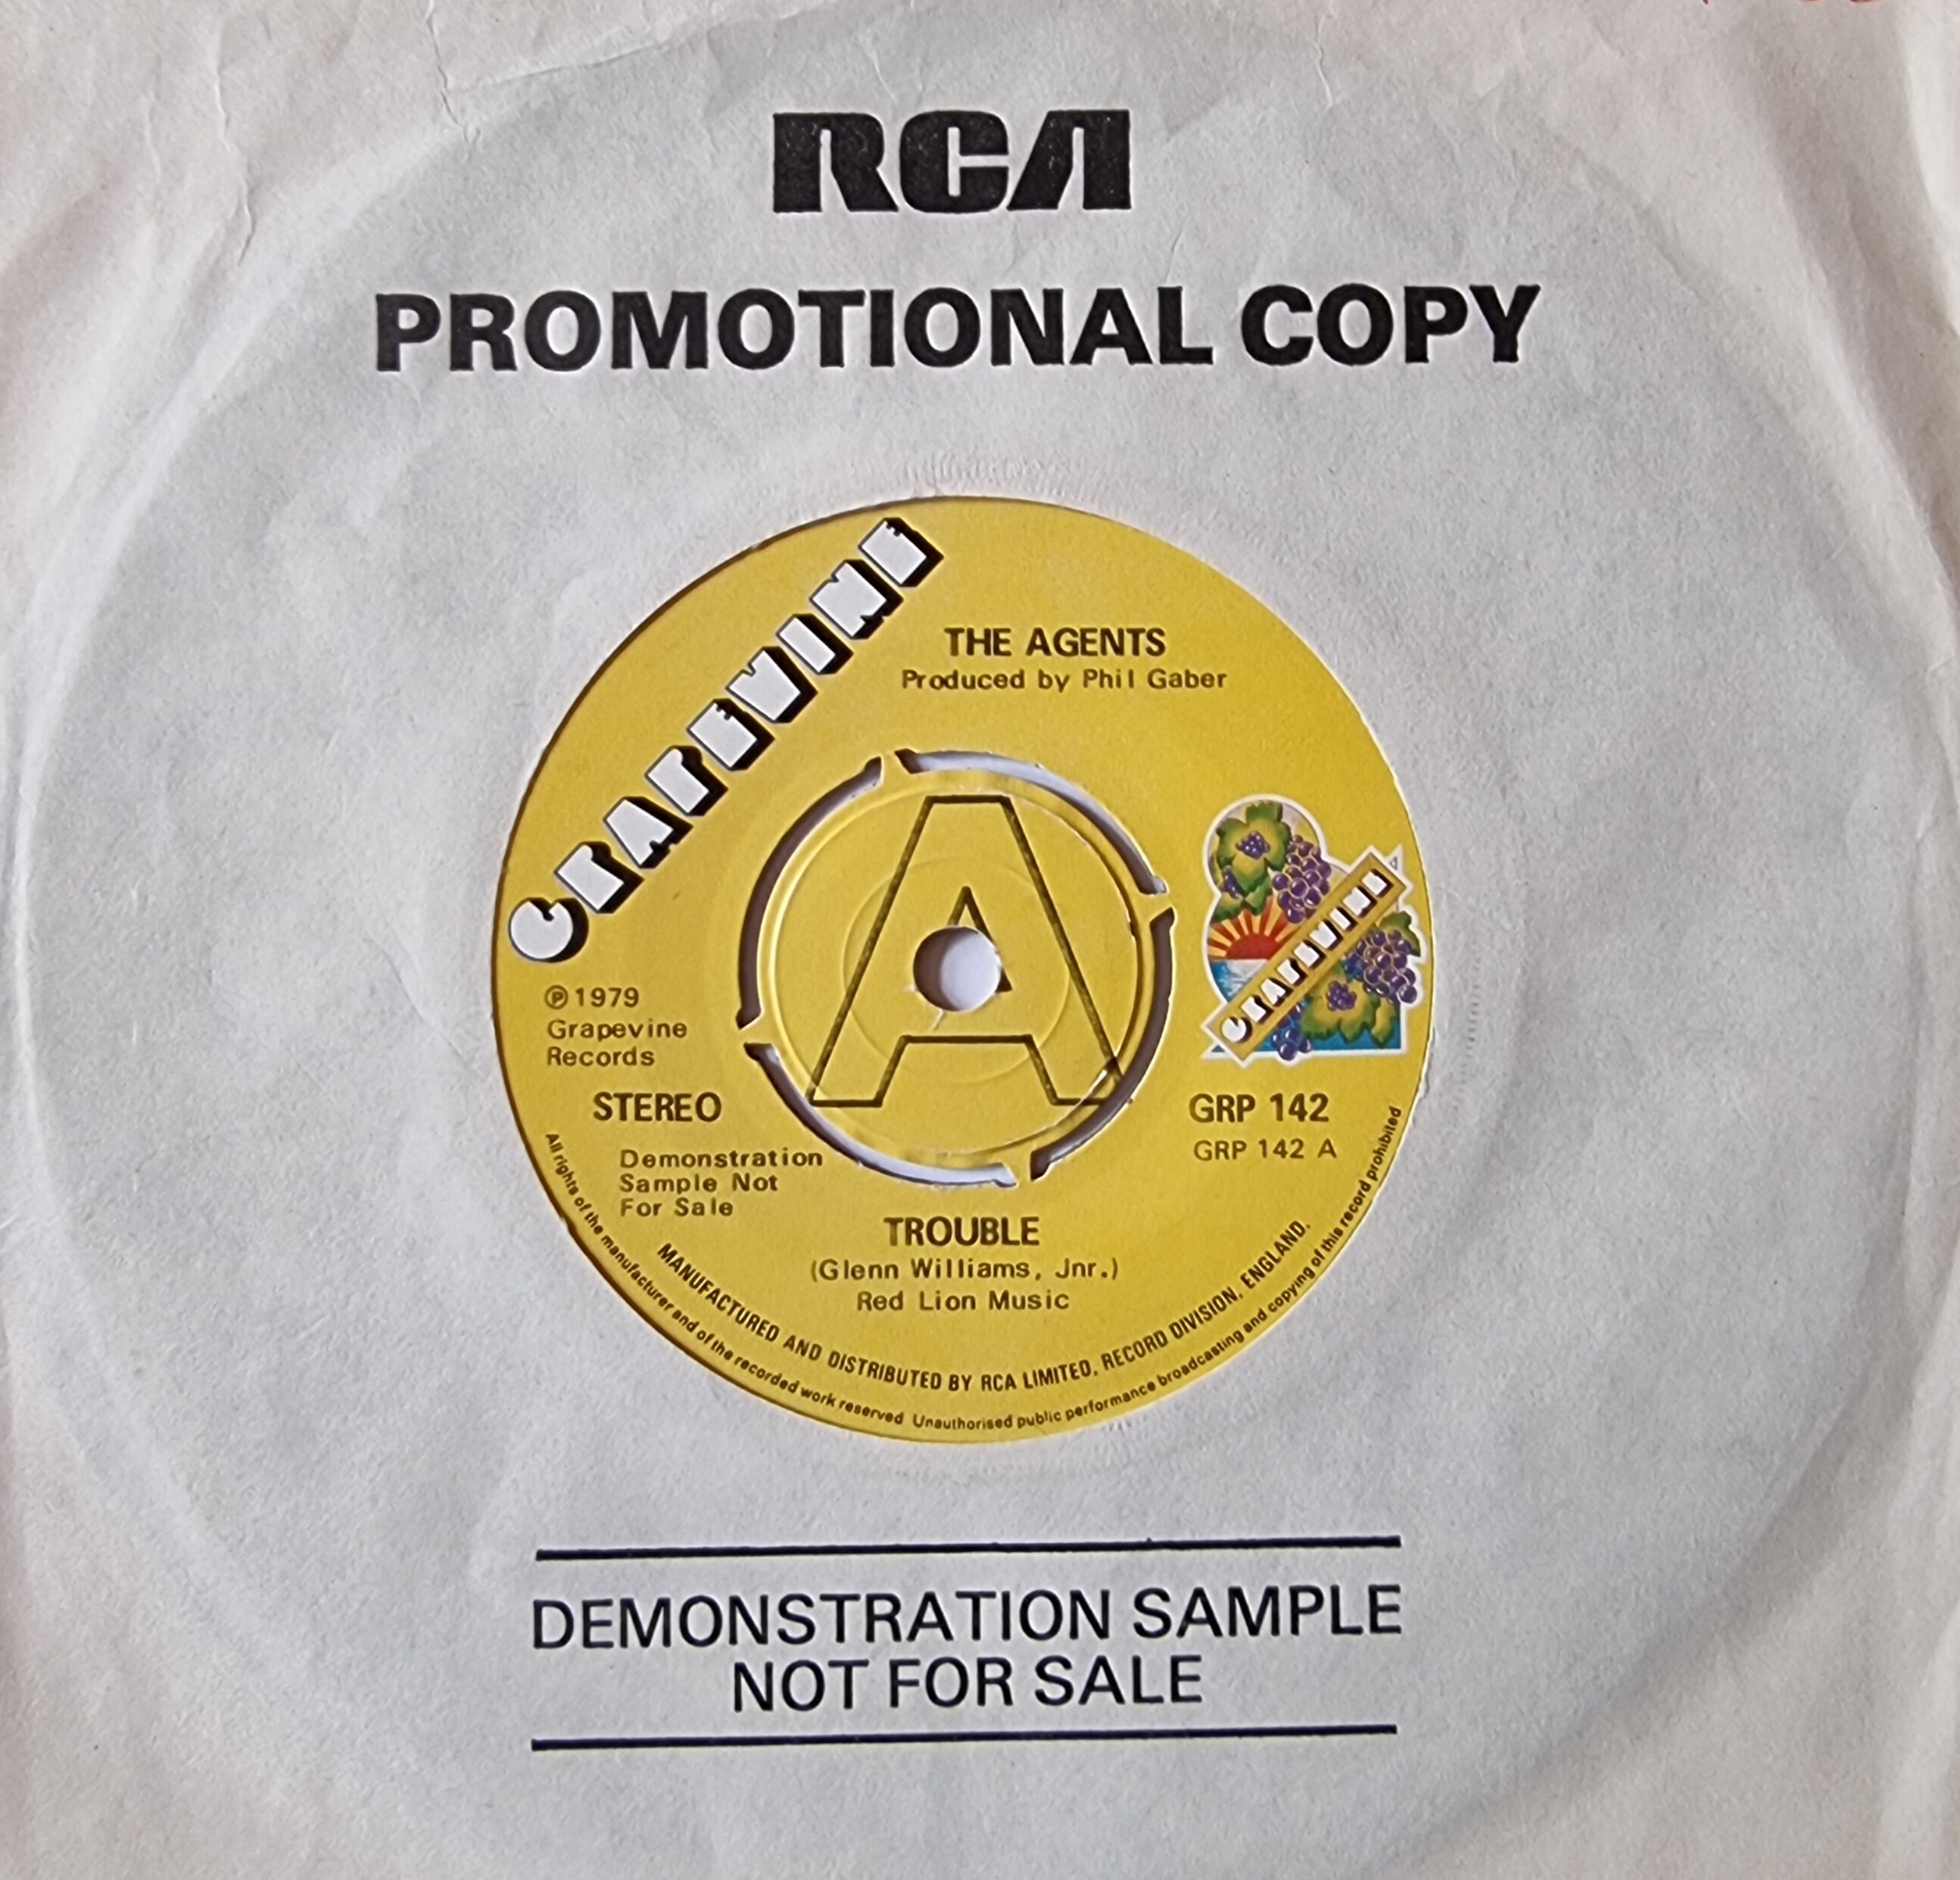 RCA
PROMOTIONAL COPY
GRAPEVINE
THE AGENTS
Produced by Phil Gaber
A
GRAPEVINE
℗ 1979
Grapevine
Records
STEREO
GRP 142
GRP 142 A
Demonstration
Sample Not
For Sale
TROUBLE
(Glenn Williams, Jnr.)
Red Lion Music
MANUFACTURED AND DISTRIBUTED BY RCA LIMITED, RECORD DIVISION, ENGLAND.
All rights of the manufacturer and of the recorded work reserved Unauthorised public performance broadcasting and copying of this record prohibited
DEMONSTRATION SAMPLE
NOT FOR SALE